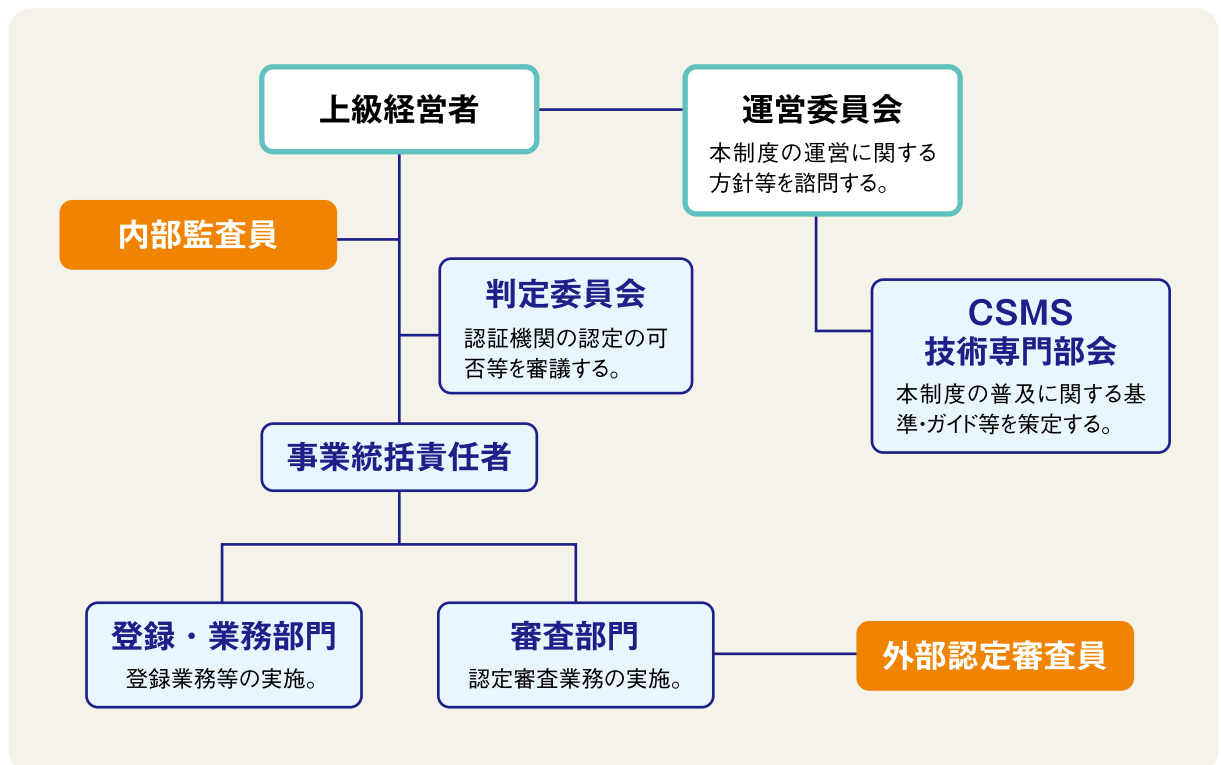 上級経営者
運営委員会
本制度の運営に関する
方針等を諮問する。
内部監査員
判定委員会
認証機関の認定の可
否等を審議する。
CSMS
技術専門部会
本制度の普及に関する基
準・ガイド等を策定する。
事業統括責任者
登録・業務部門
登録業務等の実施。
審査部門
認定審査業務の実施。
外部認定審査員